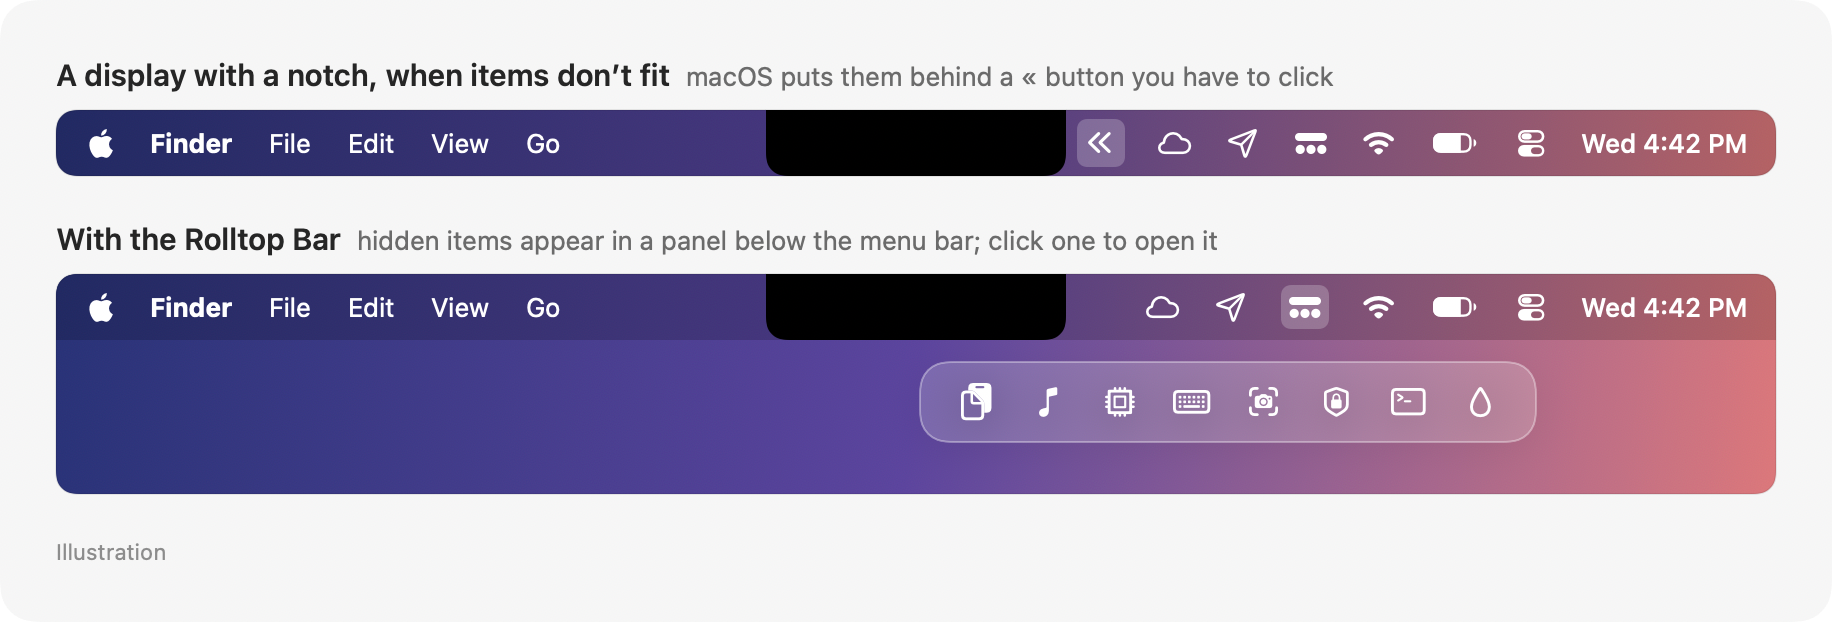 A display with a notch, when items don’t fit macOS puts them behind a « button you have to click
Finder File Edit View Go Wed 4:42 PM
With the Rolltop Bar hidden items appear in a panel below the menu bar; click one to open it
Finder File Edit View Go Wed 4:42 PM
Illustration